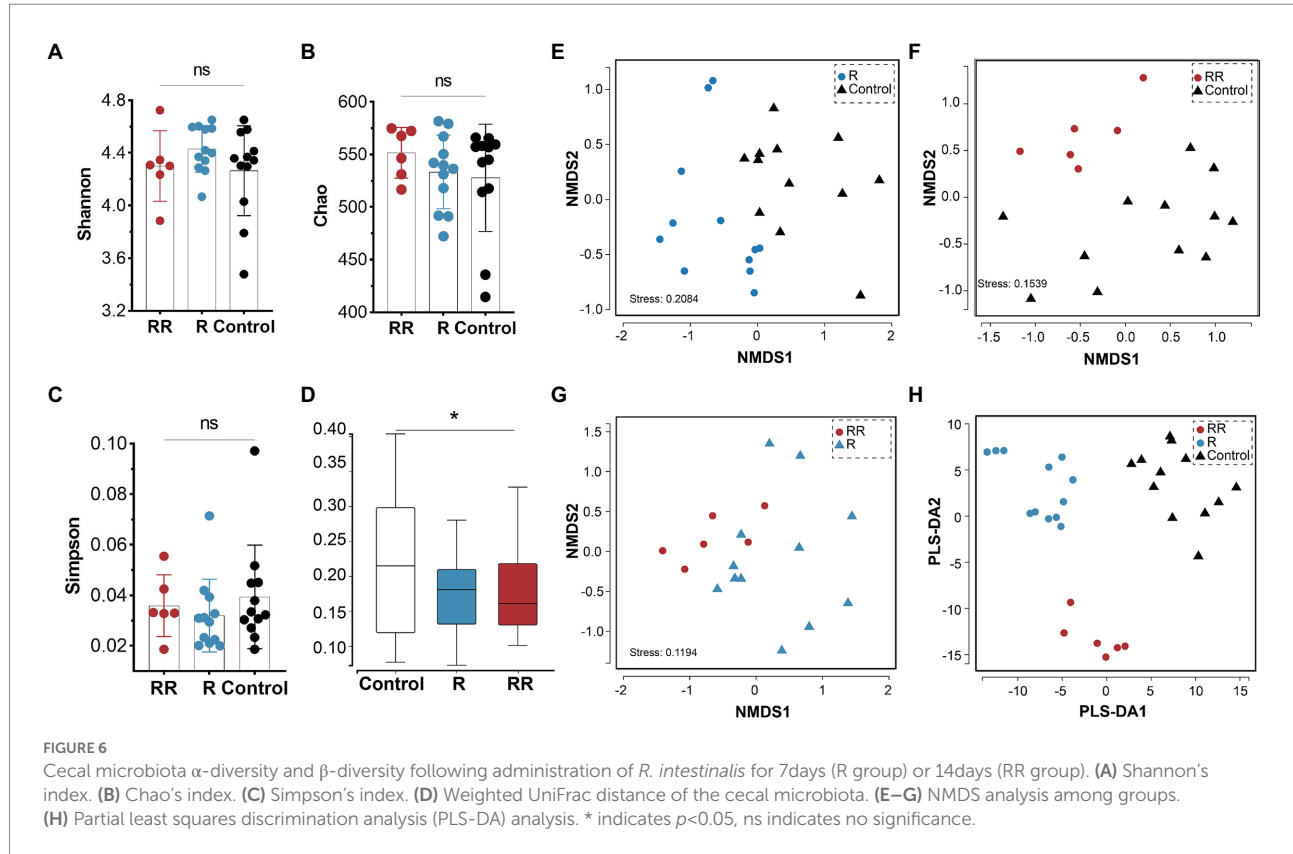 A
ns
Shannon
4.8
4.4
4.0
3.6
3.2
RR R Control
B
ns
Chao
600
550
500
450
400
RR R Control
E
R
Control
NMDS2
1.0
0.5
0.0
-0.5
-1.0
Stress: 0.2084
-2 -1 0 1 2
NMDS1
F
RR
Control
NMDS2
1.0
0.5
0.0
-0.5
-1.0
Stress: 0.1539
-1.5 -1.0 -0.5 0.0 0.5 1.0
NMDS1
C
ns
Simpson
0.10
0.08
0.06
0.04
0.02
RR R Control
D
*
0.40
0.35
0.30
0.25
0.20
0.15
0.10
Control R RR
G
RR
R
NMDS2
1.5
1.0
0.5
0.0
-0.5
-1.0
Stress: 0.1194
-2 -1 0 1 2
NMDS1
H
RR
R
Control
PLS-DA2
10
5
0
-5
-10
-15
-10 -5 0 5 10 15
PLS-DA1
FIGURE 6
Cecal microbiota α-diversity and β-diversity following administration of R. intestinalis for 7days (R group) or 14days (RR group). (A) Shannon’s
index. (B) Chao’s index. (C) Simpson’s index. (D) Weighted UniFrac distance of the cecal microbiota. (E–G) NMDS analysis among groups.
(H) Partial least squares discrimination analysis (PLS-DA) analysis. * indicates p<0.05, ns indicates no significance.